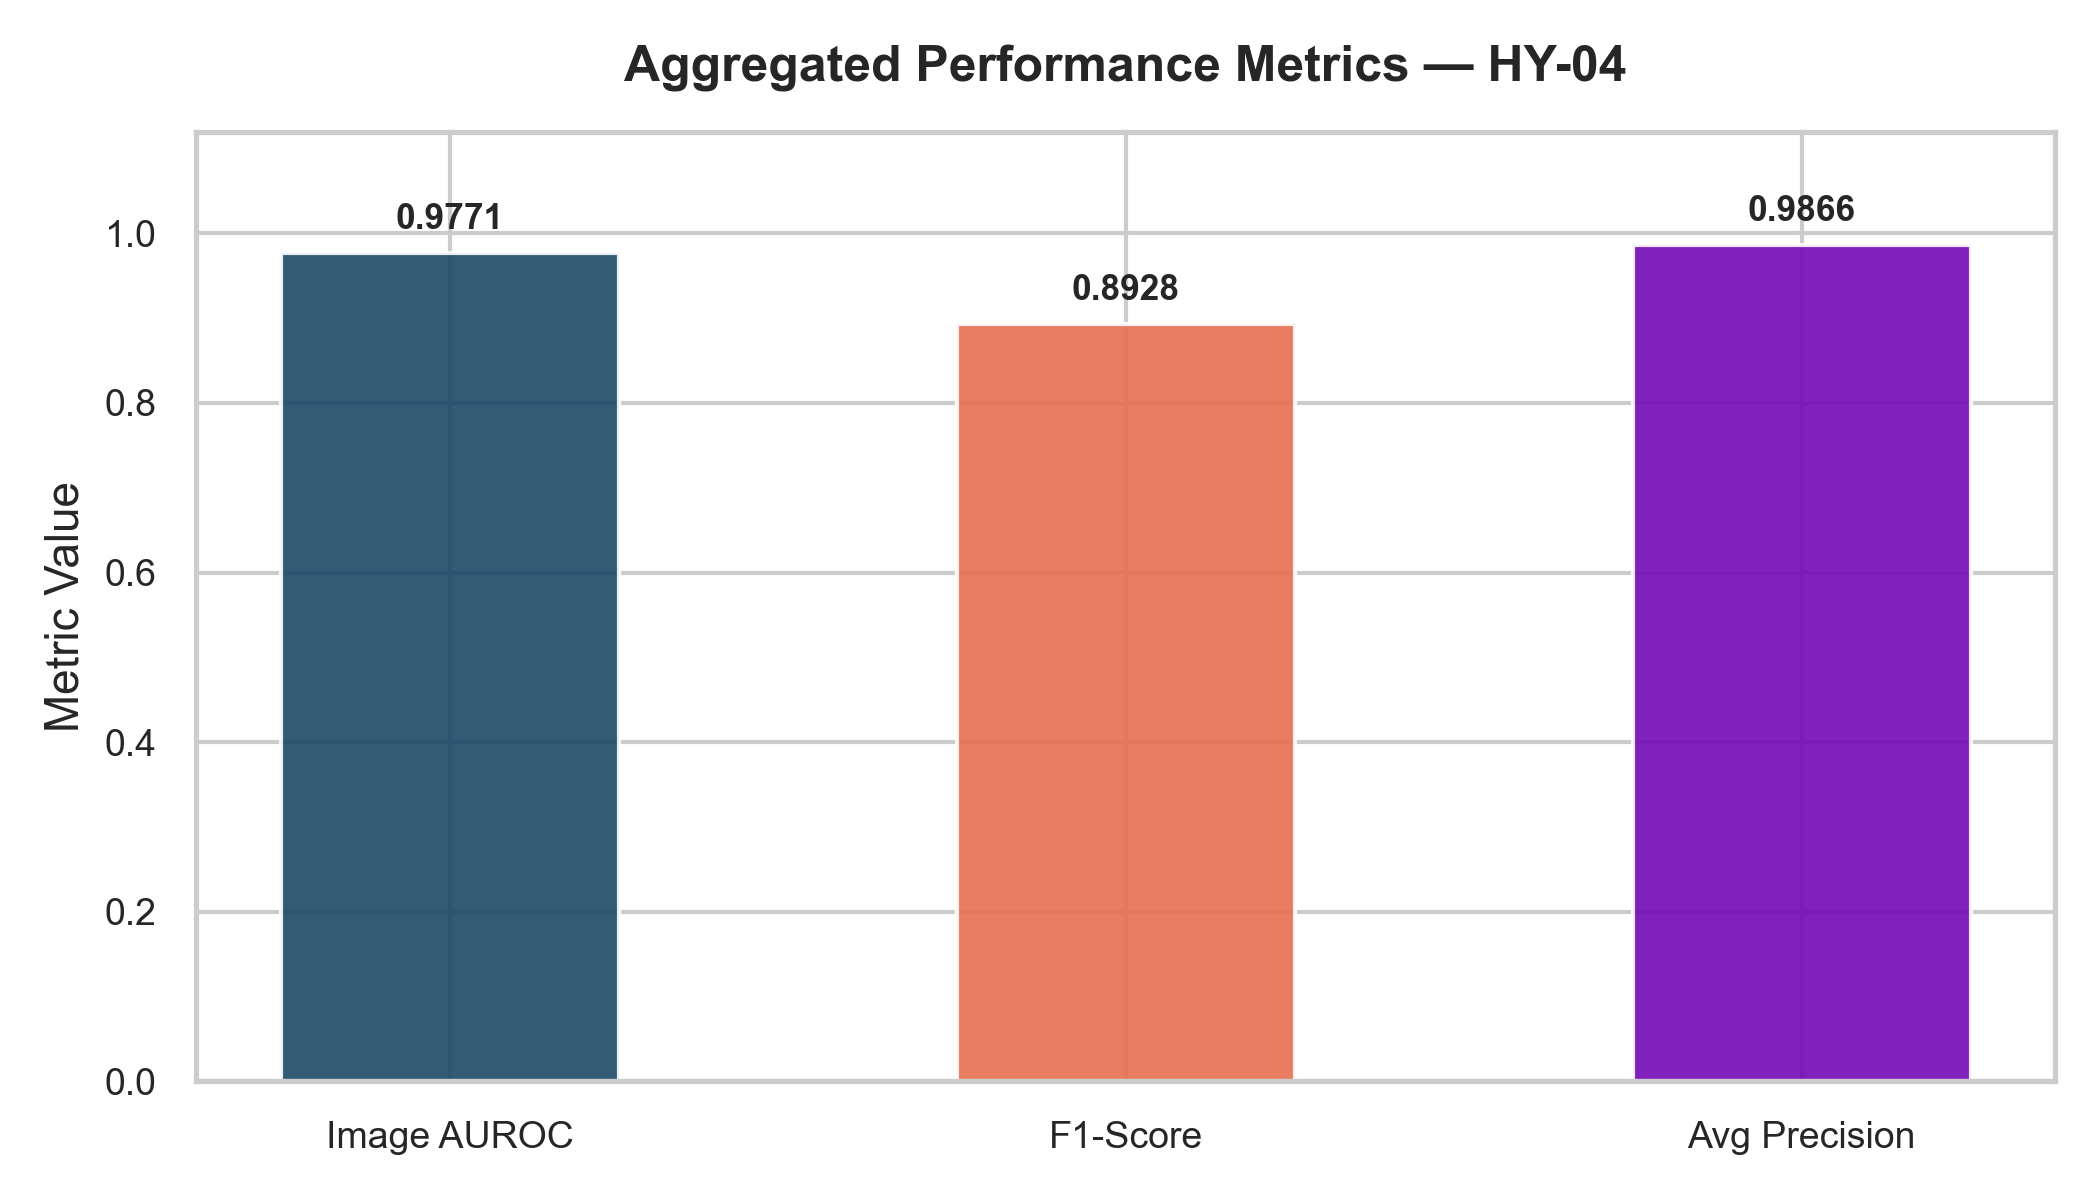 Aggregated Performance Metrics — HY-04
Metric Value
1.0
0.8
0.6
0.4
0.2
0.0
0.9771
0.8928
0.9866
Image AUROC
F1-Score
Avg Precision